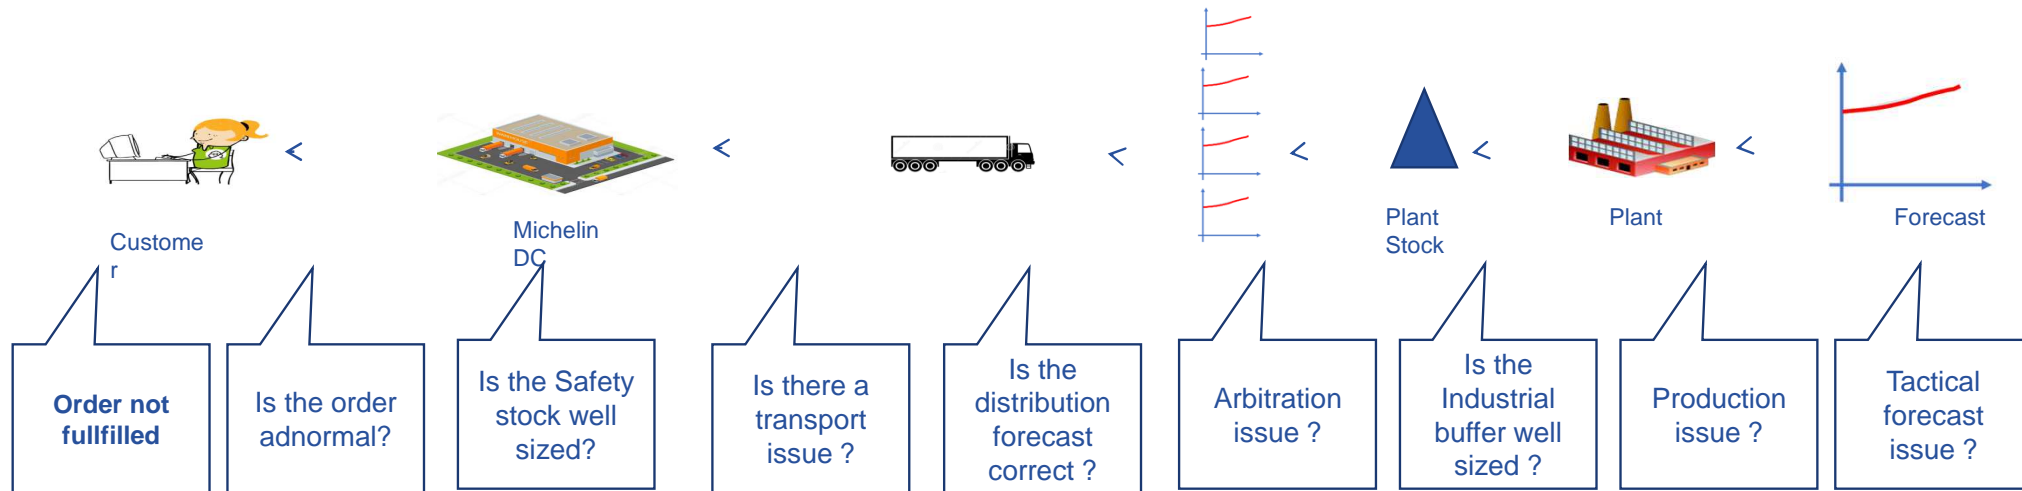 Custome
r
Michelin
DC
Plant
Stock
Plant
Forecast
Order not
fullfilled
Is the order
adnormal?
Is the Safety
stock well
sized?
Is there a
transport
issue ?
Is the
distribution
forecast
correct ?
Arbitration
issue ?
Is the
Industrial
buffer well
sized ?
Production
issue ?
Tactical
forecast
issue ?